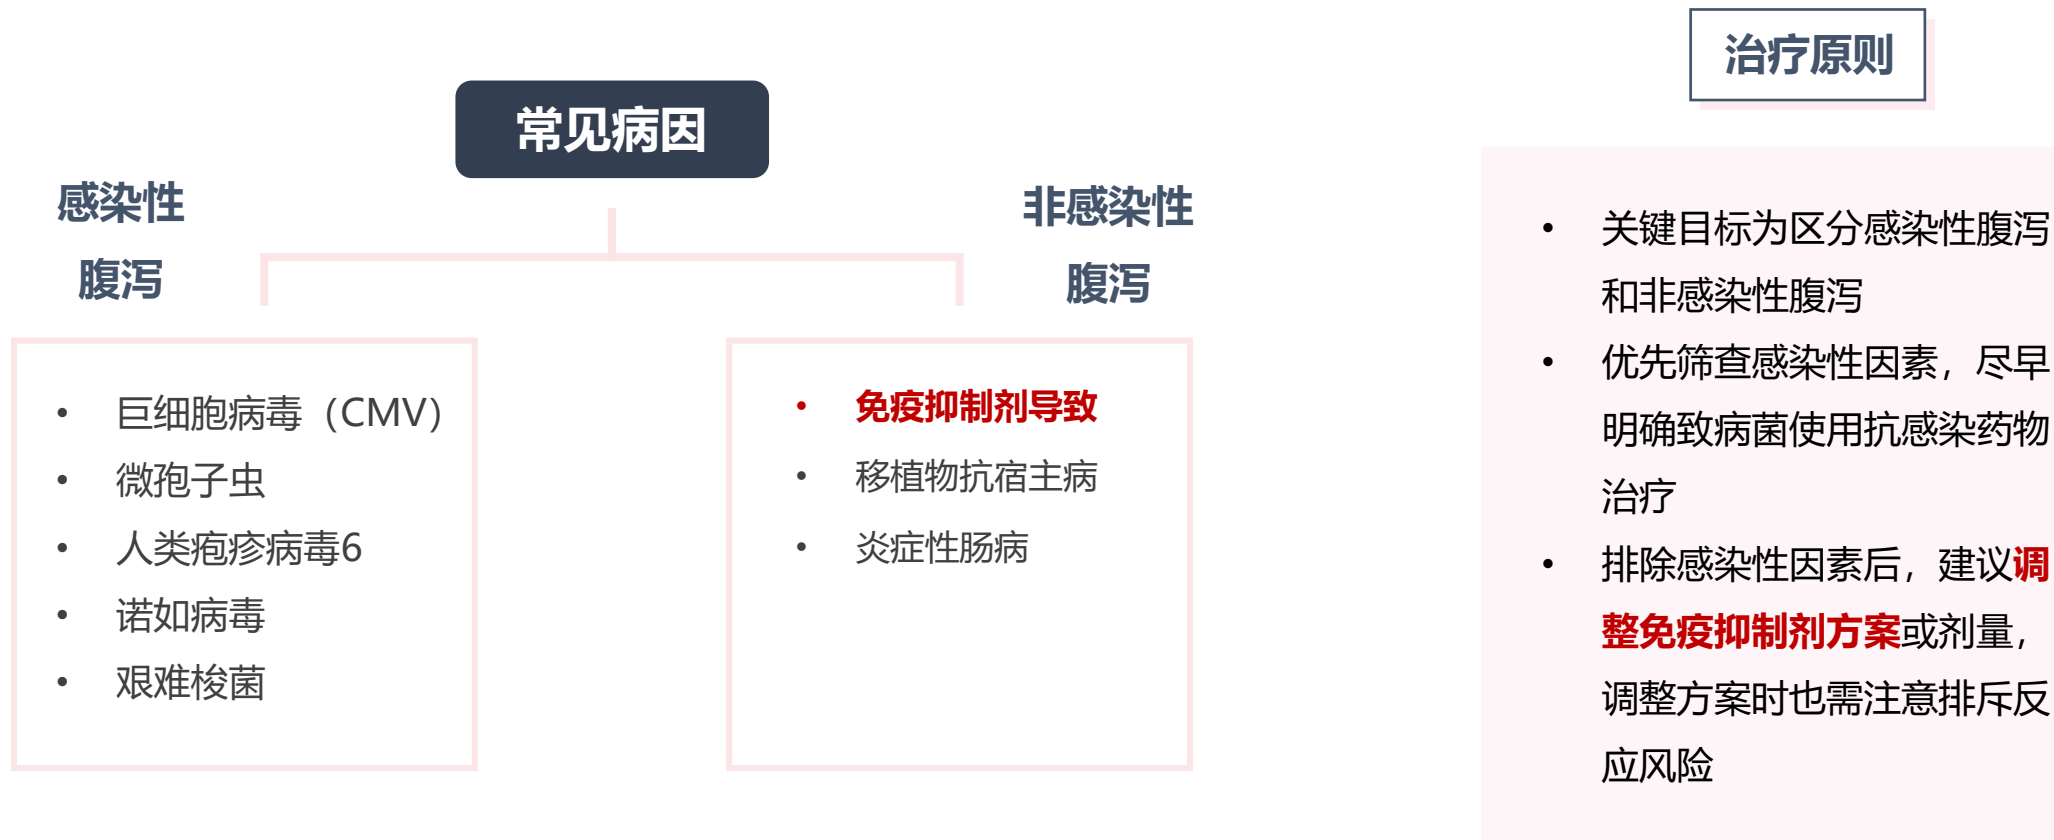 常见病因
感染性
腹泻
非感染性
腹泻
• 巨细胞病毒（CMV）
• 微孢子虫
• 人类疱疹病毒6
• 诺如病毒
• 艰难梭菌
• 免疫抑制剂导致
• 移植物抗宿主病
• 炎症性肠病
治疗原则
• 关键目标为区分感染性腹泻
和非感染性腹泻
• 优先筛查感染性因素，尽早
明确致病菌使用抗感染药物
治疗
• 排除感染性因素后，建议调
整免疫抑制剂方案或剂量，
调整方案时也需注意排斥反
应风险